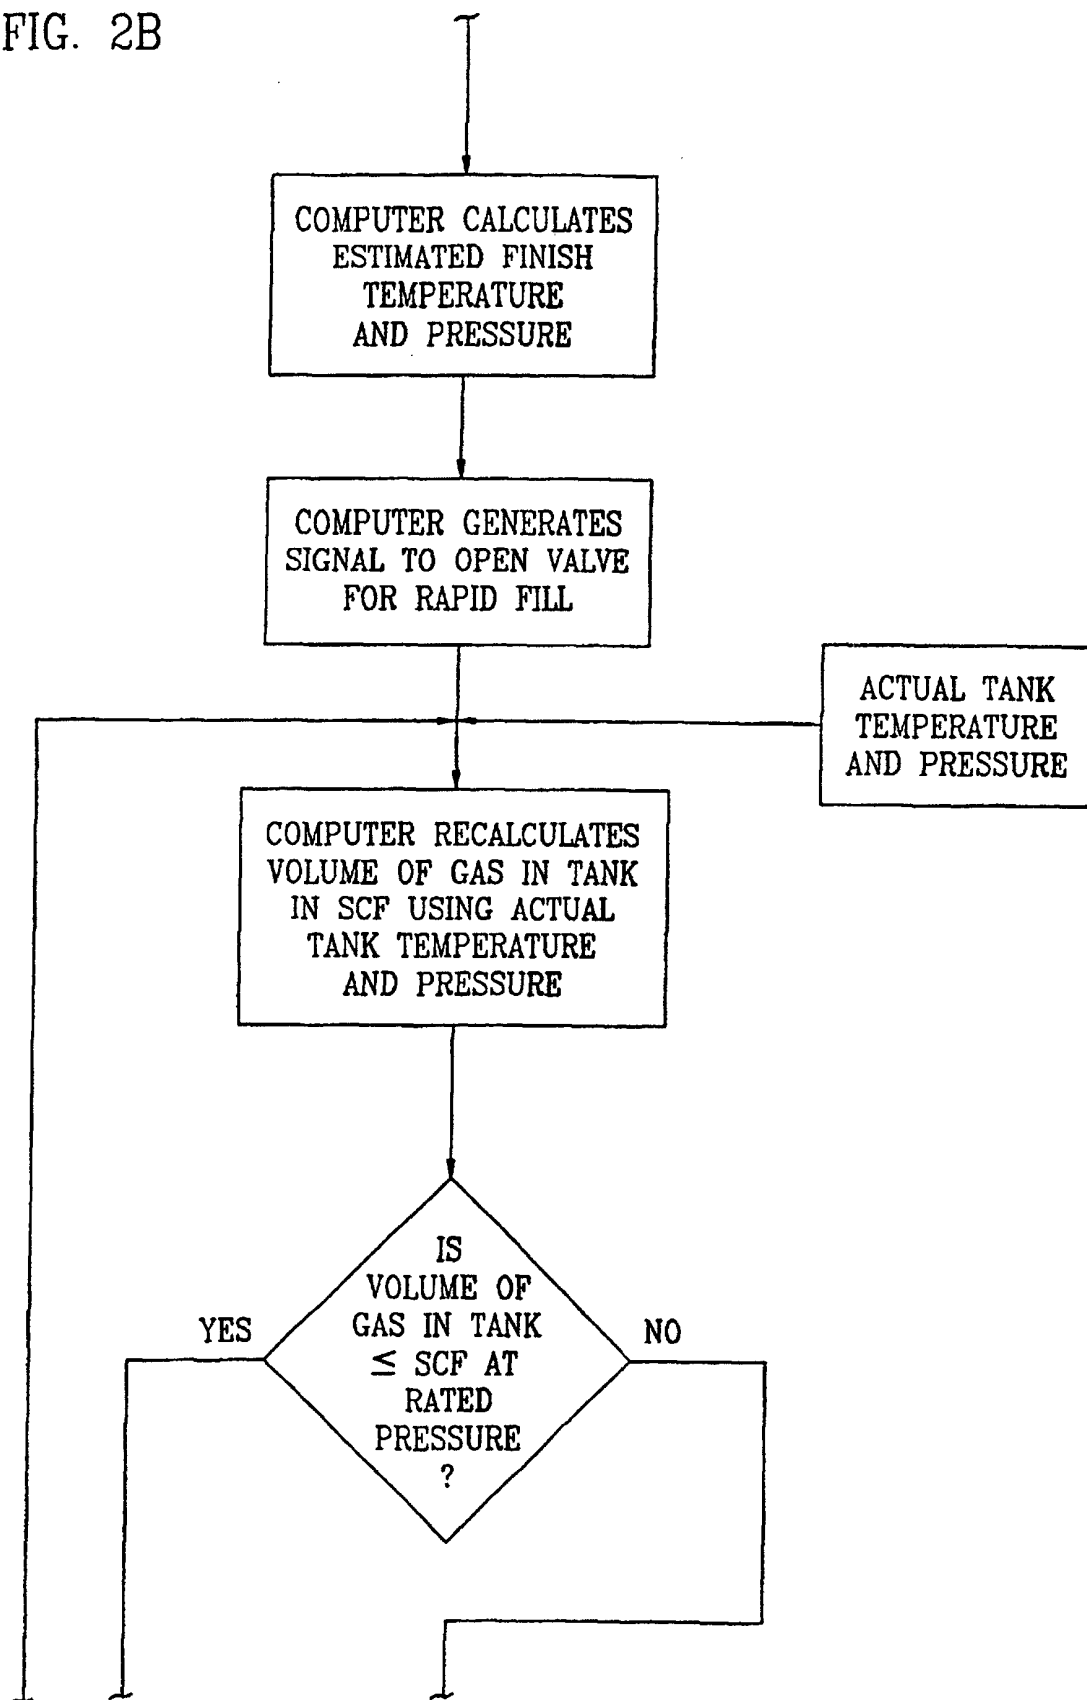 FIG. 2B
COMPUTER CALCULATES
ESTIMATED FINISH
TEMPERATURE
AND PRESSURE
COMPUTER GENERATES
SIGNAL TO OPEN VALVE
FOR RAPID FILL
ACTUAL TANK
TEMPERATURE
AND PRESSURE
COMPUTER RECALCULATES
VOLUME OF GAS IN TANK
IN SCF USING ACTUAL
TANK TEMPERATURE
AND PRESSURE
IS
VOLUME OF
GAS IN TANK
≤ SCF AT
RATED
PRESSURE
?
YES
NO